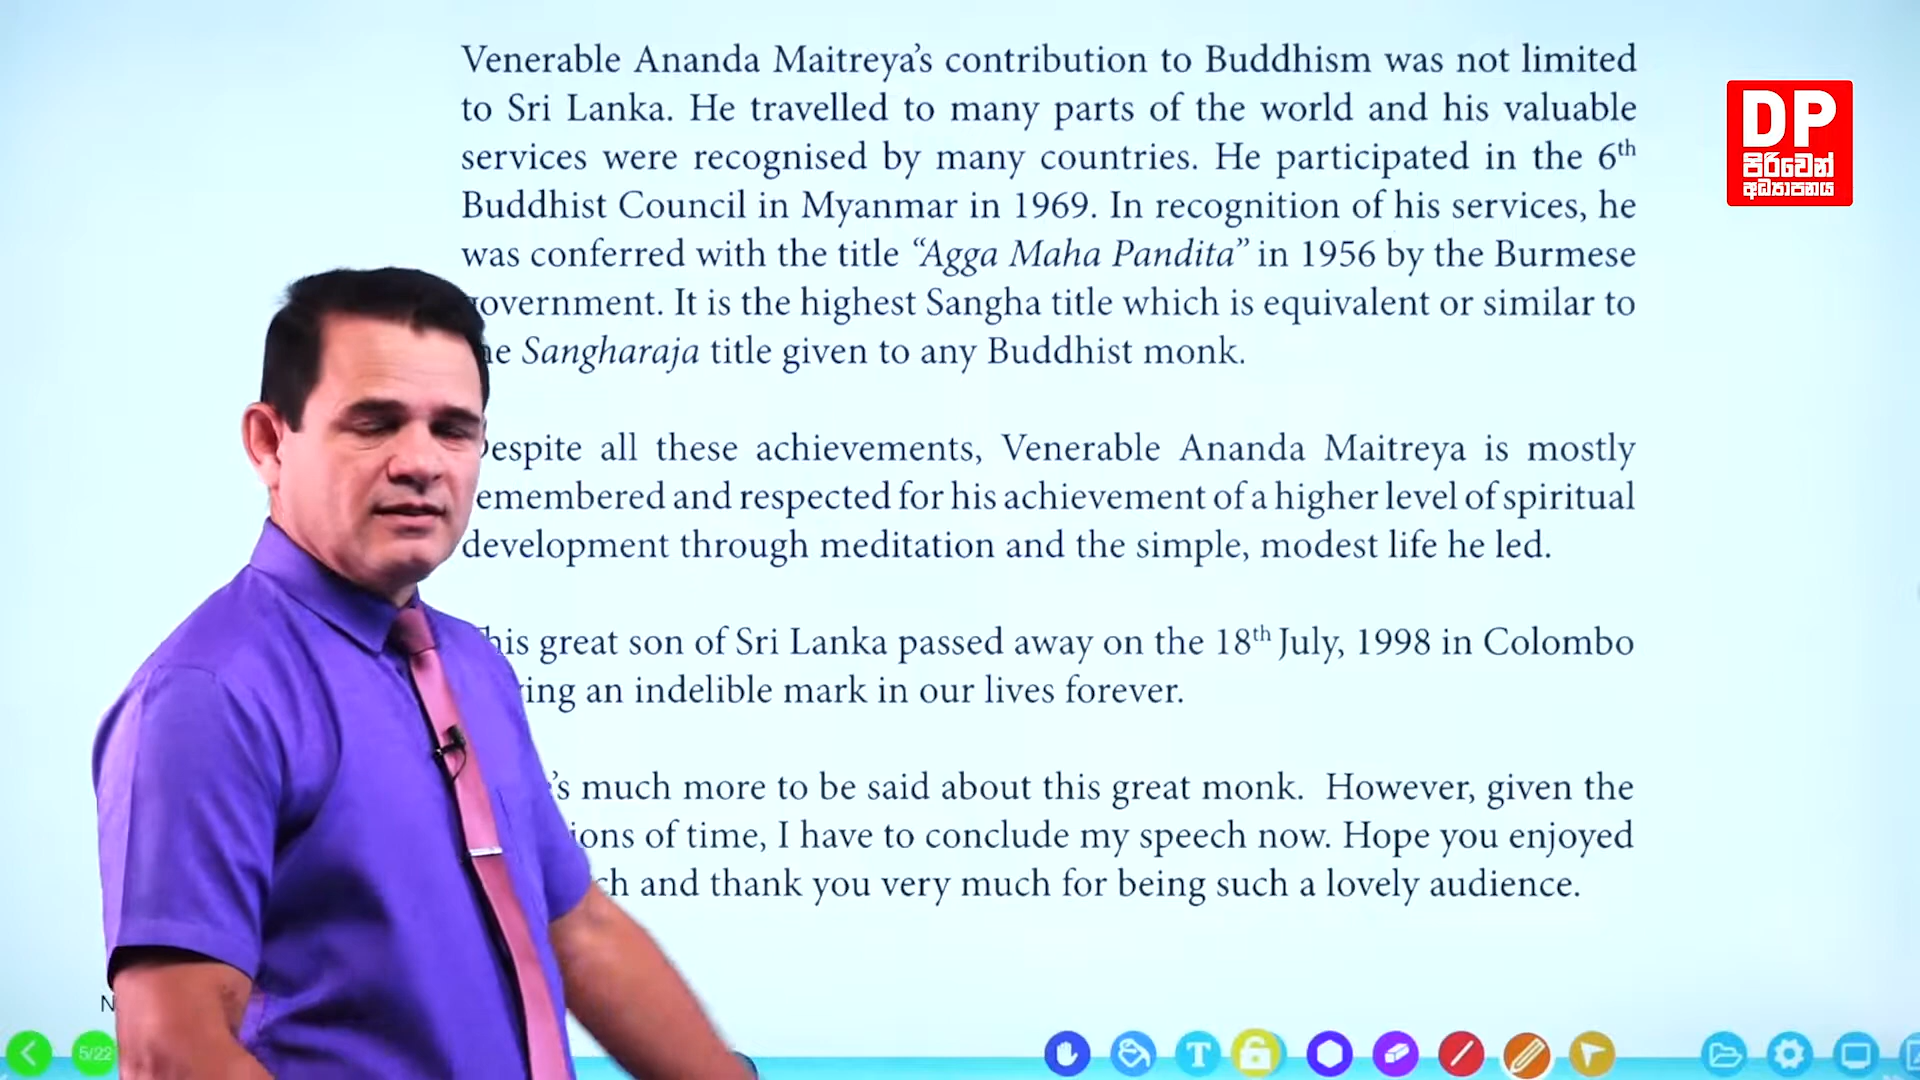 Venerable Ananda Maitreya's contribution to Buddhism was not limited
to Sri Lanka. He travelled to many parts of the world and his valuable
services were recognised by many countries. He participated in the 6th
Buddhist Council in Myanmar in 1969. In recognition of his services, he
was conferred with the title “Agga Maha Pandita” in 1956 by the Burmese
overnment. It is the highest Sangha title which is equivalent or similar to
he Sangharaja title given to any Buddhist monk.
Despite all these achievements, Venerable Ananda Maitreya is mostly
emembered and respected for his achievement of a higher level of spiritual
development through meditation and the simple, modest life he led.
his great son of Sri Lanka passed away on the 18th July, 1998 in Colombo
ing an indelible mark in our lives forever.
's much more to be said about this great monk. However, given the
ions of time, I have to conclude my speech now. Hope you enjoyed
ch and thank you very much for being such a lovely audience.
DP
පිරිවෙන්
අධ්‍යාපනය
N
5/22
T